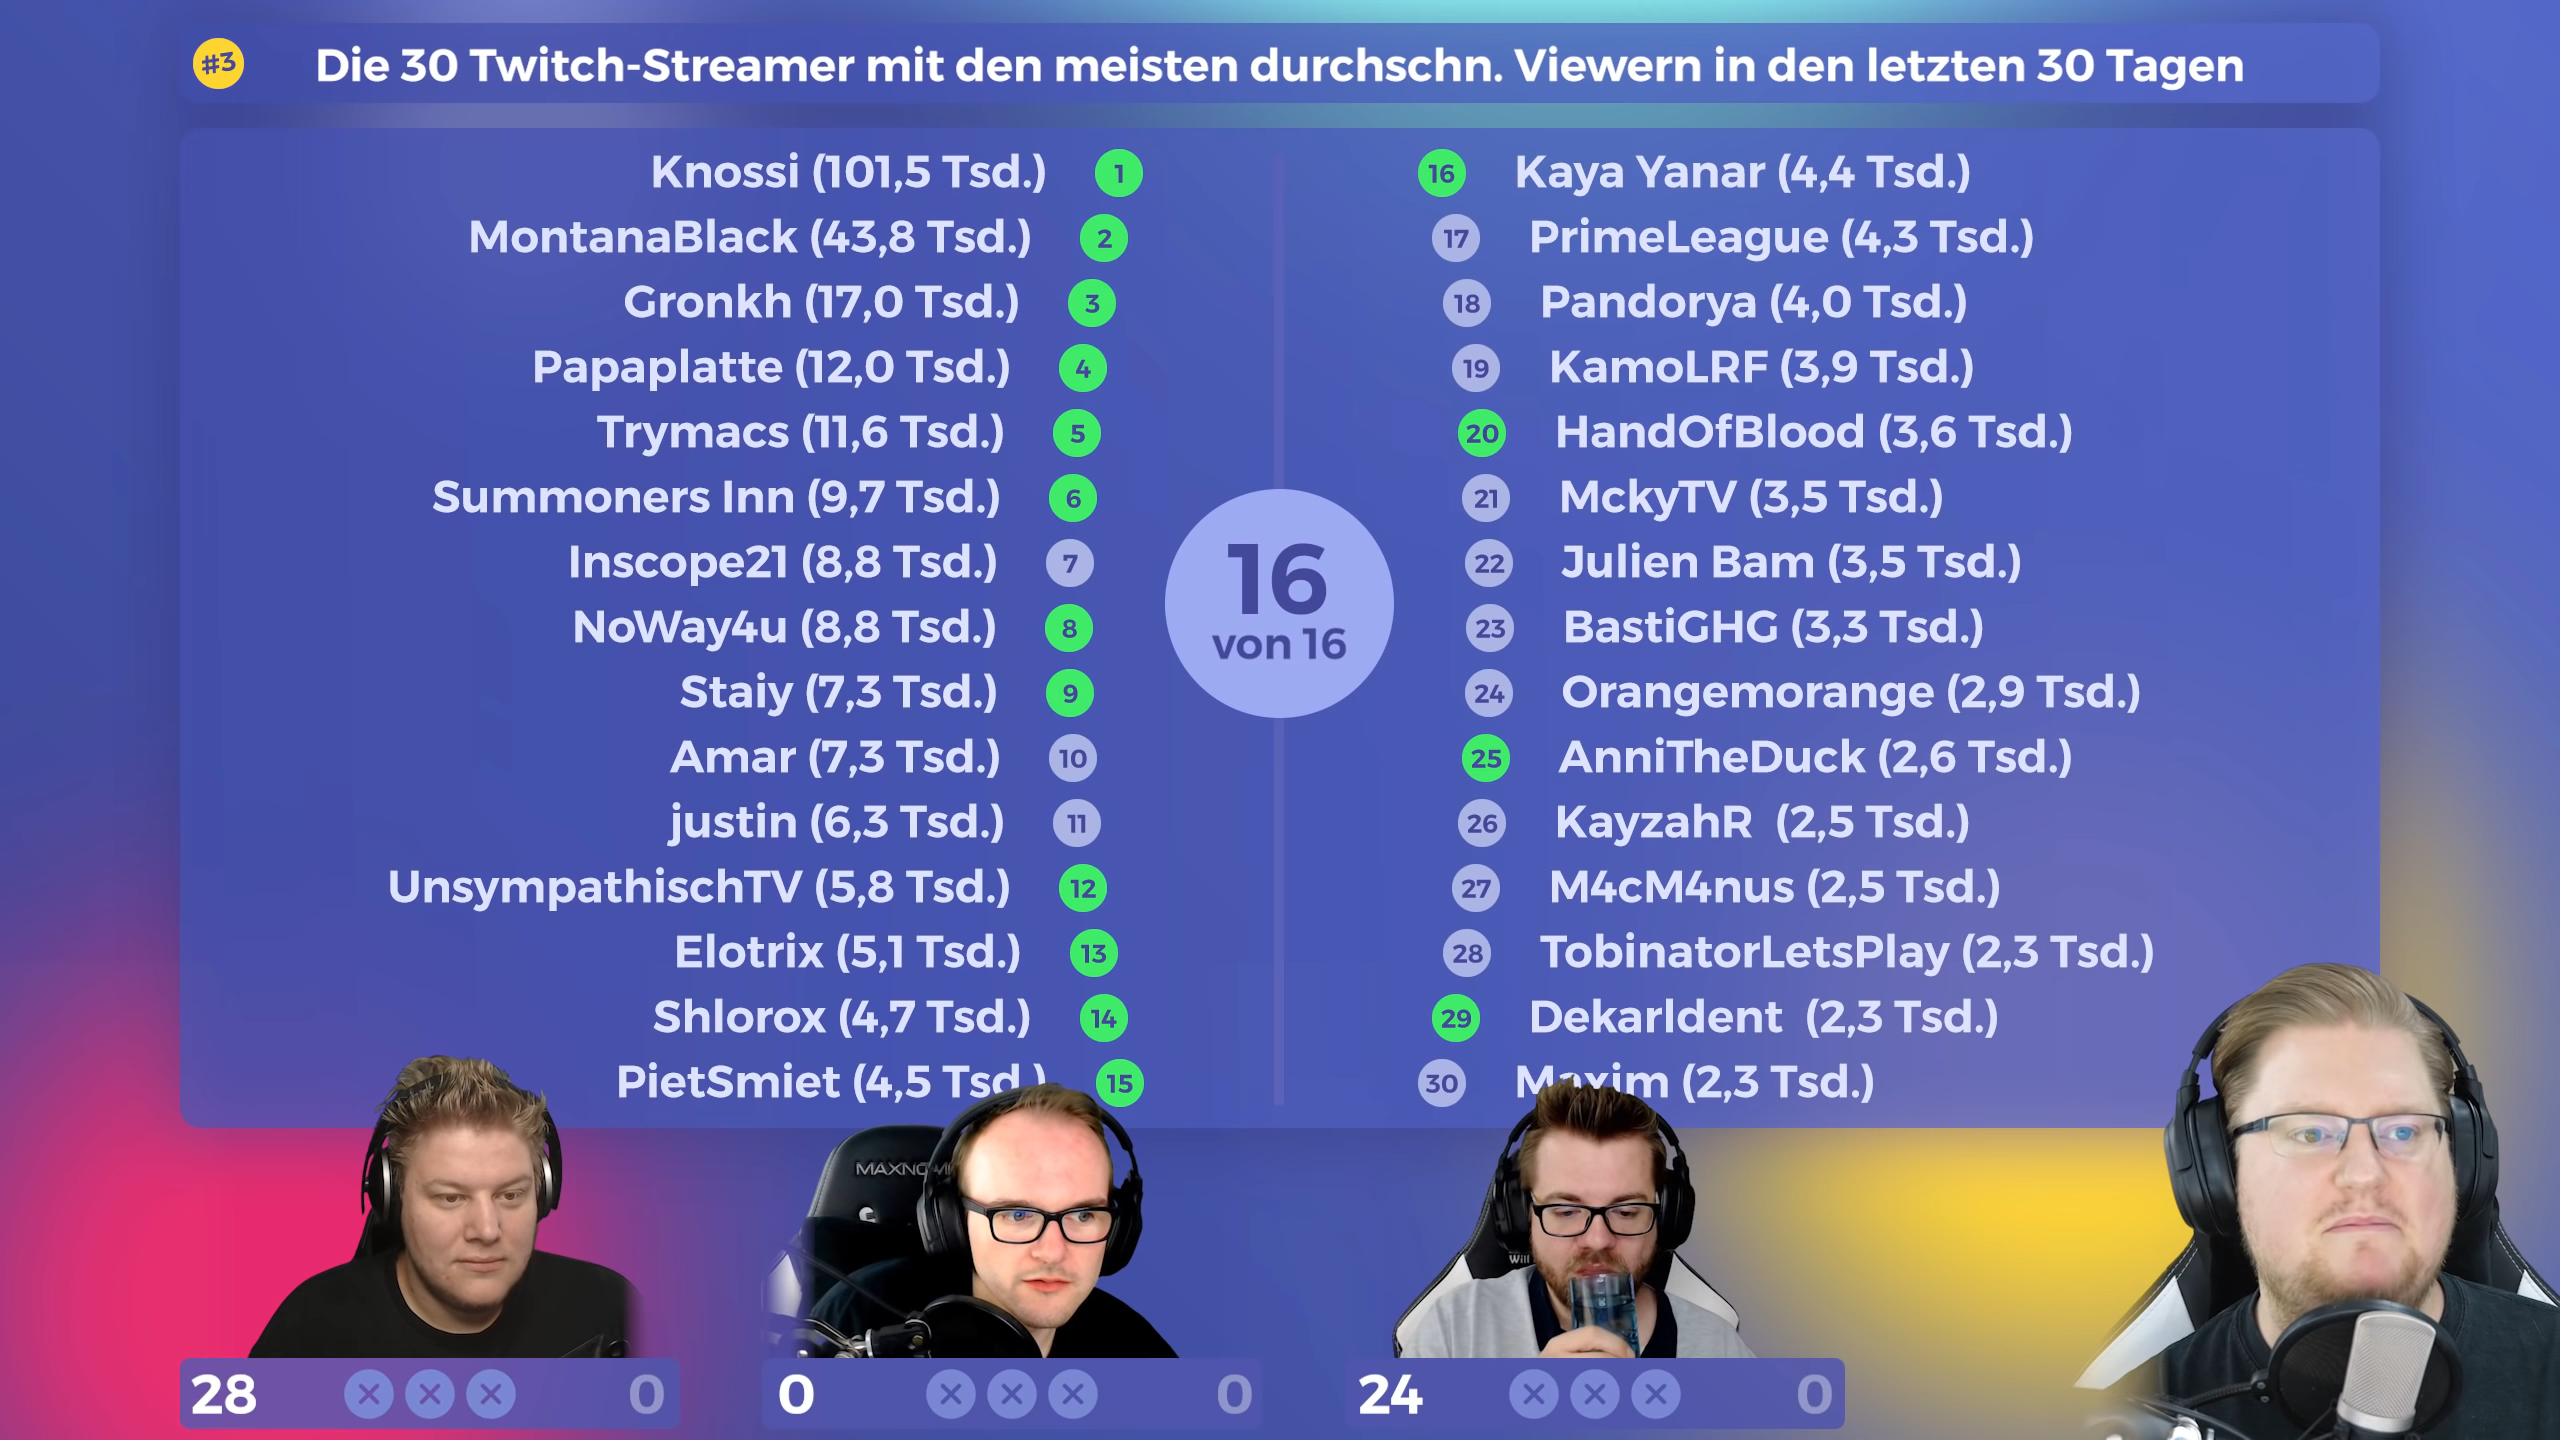 #3 Die 30 Twitch-Streamer mit den meisten durchschn. Viewern in den letzten 30 Tagen
Knossi (101,5 Tsd.) 1
MontanaBlack (43,8 Tsd.) 2
Gronkh (17,0 Tsd.) 3
Papaplatte (12,0 Tsd.) 4
Trymacs (11,6 Tsd.) 5
Summoners Inn (9,7 Tsd.) 6
Inscope21 (8,8 Tsd.) 7
NoWay4u (8,8 Tsd.) 8
Staiy (7,3 Tsd.) 9
Amar (7,3 Tsd.) 10
justin (6,3 Tsd.) 11
UnsympathischTV (5,8 Tsd.) 12
Elotrix (5,1 Tsd.) 13
Shlorox (4,7 Tsd.) 14
PietSmiet (4,5 Tsd.) 15
16
von 16
16 Kaya Yanar (4,4 Tsd.)
17 PrimeLeague (4,3 Tsd.)
18 Pandorya (4,0 Tsd.)
19 KamoLRF (3,9 Tsd.)
20 HandOfBlood (3,6 Tsd.)
21 MckyTV (3,5 Tsd.)
22 Julien Bam (3,5 Tsd.)
23 BastiGHG (3,3 Tsd.)
24 Orangemorange (2,9 Tsd.)
25 AnniTheDuck (2,6 Tsd.)
26 KayzahR (2,5 Tsd.)
27 M4cM4nus (2,5 Tsd.)
28 TobinatorLetsPlay (2,3 Tsd.)
29 DekarIdent (2,3 Tsd.)
30 Maxim (2,3 Tsd.)
Will
28 0
0 0
24 0